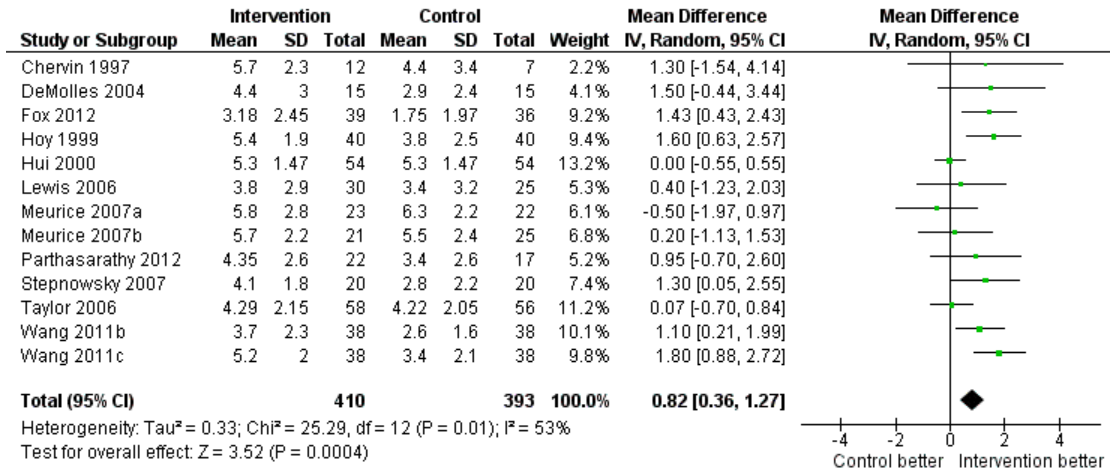 Intervention Control Mean Difference Mean Difference
Study or Subgroup Mean SD Total Mean SD Total Weight IV, Random, 95% CI IV, Random, 95% CI
Chervin 1997 5.7 2.3 12 4.4 3.4 7 2.2% 1.30 [-1.54, 4.14]
DeMolles 2004 4.4 3 15 2.9 2.4 15 4.1% 1.50 [-0.44, 3.44]
Fox 2012 3.18 2.45 39 1.75 1.97 36 9.2% 1.43 [0.43, 2.43]
Hoy 1999 5.4 1.9 40 3.8 2.5 40 9.4% 1.60 [0.63, 2.57]
Hui 2000 5.3 1.47 54 5.3 1.47 54 13.2% 0.00 [-0.55, 0.55]
Lewis 2006 3.8 2.9 30 3.4 3.2 25 5.3% 0.40 [-1.23, 2.03]
Meurice 2007a 5.8 2.8 23 6.3 2.2 22 6.1% -0.50 [-1.97, 0.97]
Meurice 2007b 5.7 2.2 21 5.5 2.4 25 6.8% 0.20 [-1.13, 1.53]
Parthasarathy 2012 4.35 2.6 22 3.4 2.6 17 5.2% 0.95 [-0.70, 2.60]
Stepnowsky 2007 4.1 1.8 20 2.8 2.2 20 7.4% 1.30 [0.05, 2.55]
Taylor 2006 4.29 2.15 58 4.22 2.05 56 11.2% 0.07 [-0.70, 0.84]
Wang 2011b 3.7 2.3 38 2.6 1.6 38 10.1% 1.10 [0.21, 1.99]
Wang 2011c 5.2 2 38 3.4 2.1 38 9.8% 1.80 [0.88, 2.72]
Total (95% CI) 410 393 100.0% 0.82 [0.36, 1.27]
Heterogeneity: Tau² = 0.33; Chi² = 25.29, df = 12 (P = 0.01); I² = 53%
Test for overall effect: Z = 3.52 (P = 0.0004)
-4 -2 0 2 4
Control better Intervention better